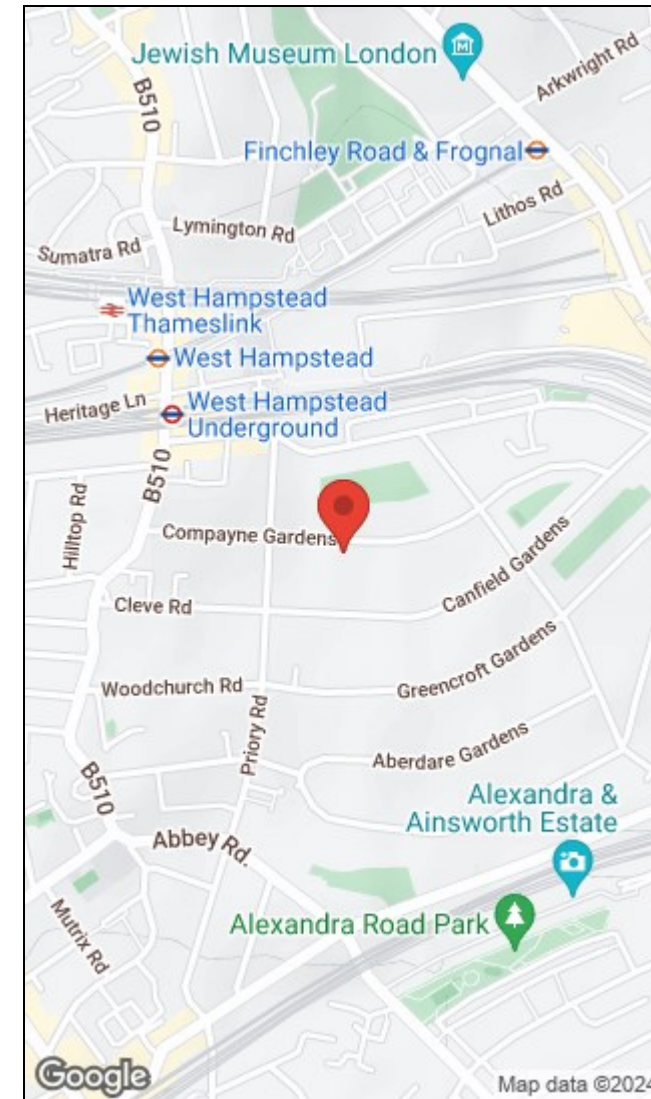 Jewish Museum London
Arkwright Rd
B510
Finchley Road & Frognal
Lithos Rd
Lymington Rd
Sumatra Rd
West Hampstead
Thameslink
West Hampstead
Heritage Ln
West Hampstead
Underground
B510
Hilltop Rd
Compayne Gardens
Canfield Gardens
Cleve Rd
Greencroft Gardens
Woodchurch Rd
Priory Rd
Aberdare Gardens
B510
Alexandra &
Ainsworth Estate
Abbey Rd.
Mutrix Rd
Alexandra Road Park
Google
Map data ©2024